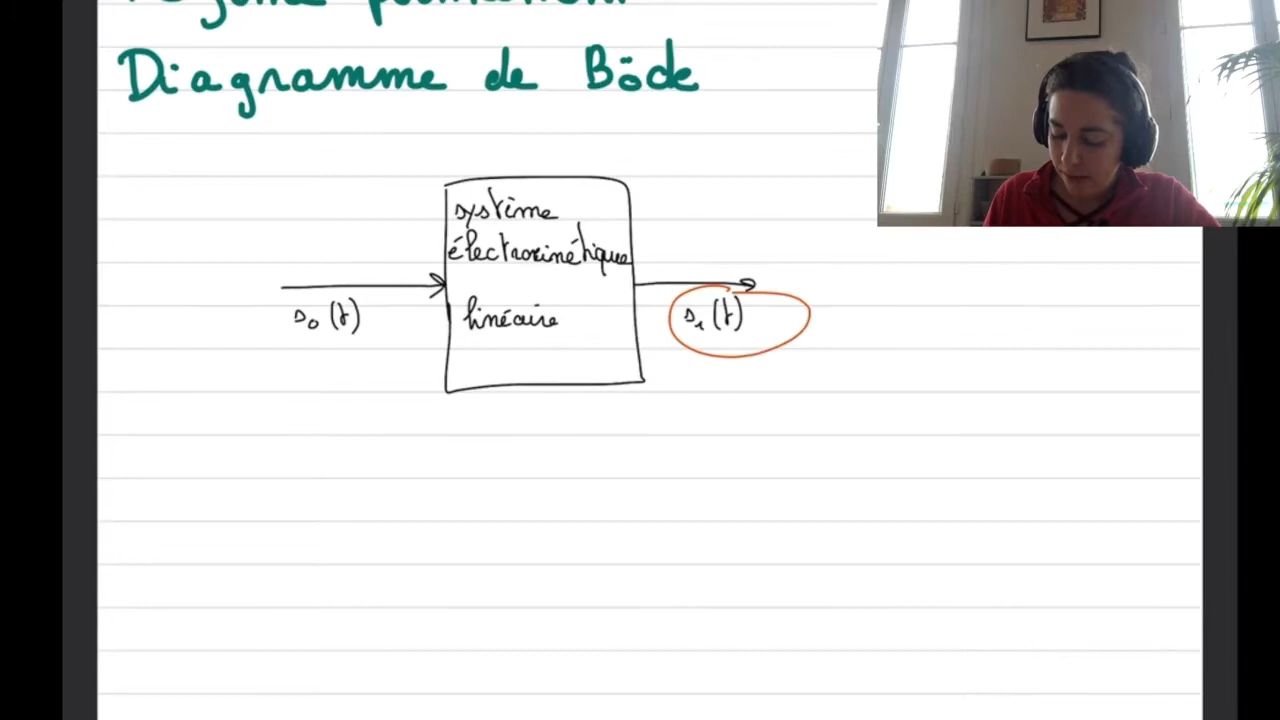 Diagramme de Böde
système
électrocinétique
s₀(t) linéaire s₁(t)